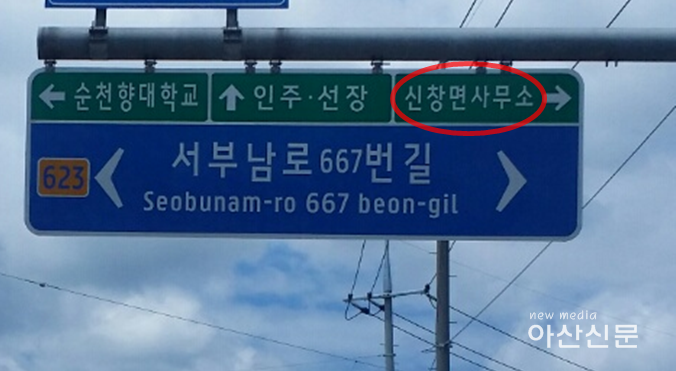 ← 순천향대학교 ↑ 인주·선장 신창면사무소 →
서부남로 667번길
623
Seobunam-ro 667 beon-gil
new media
아산신문